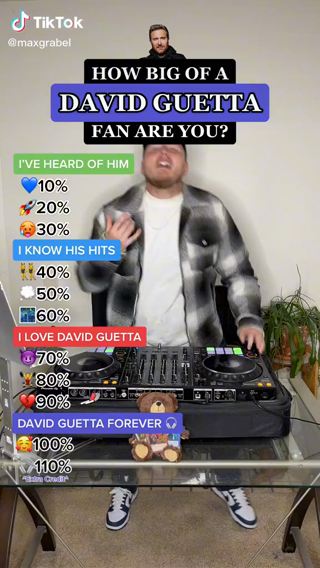 TikTok
@maxgrabel
HOW BIG OF A
DAVID GUETTA
FAN ARE YOU?
I'VE HEARD OF HIM
💙10%
🚀20%
🥵30%
I KNOW HIS HITS
👯40%
💭50%
🌃60%
I LOVE DAVID GUETTA
😈70%
80%
💔90%
DAVID GUETTA FOREVER 🎧
🥰100%
110%
*Extra Credit*